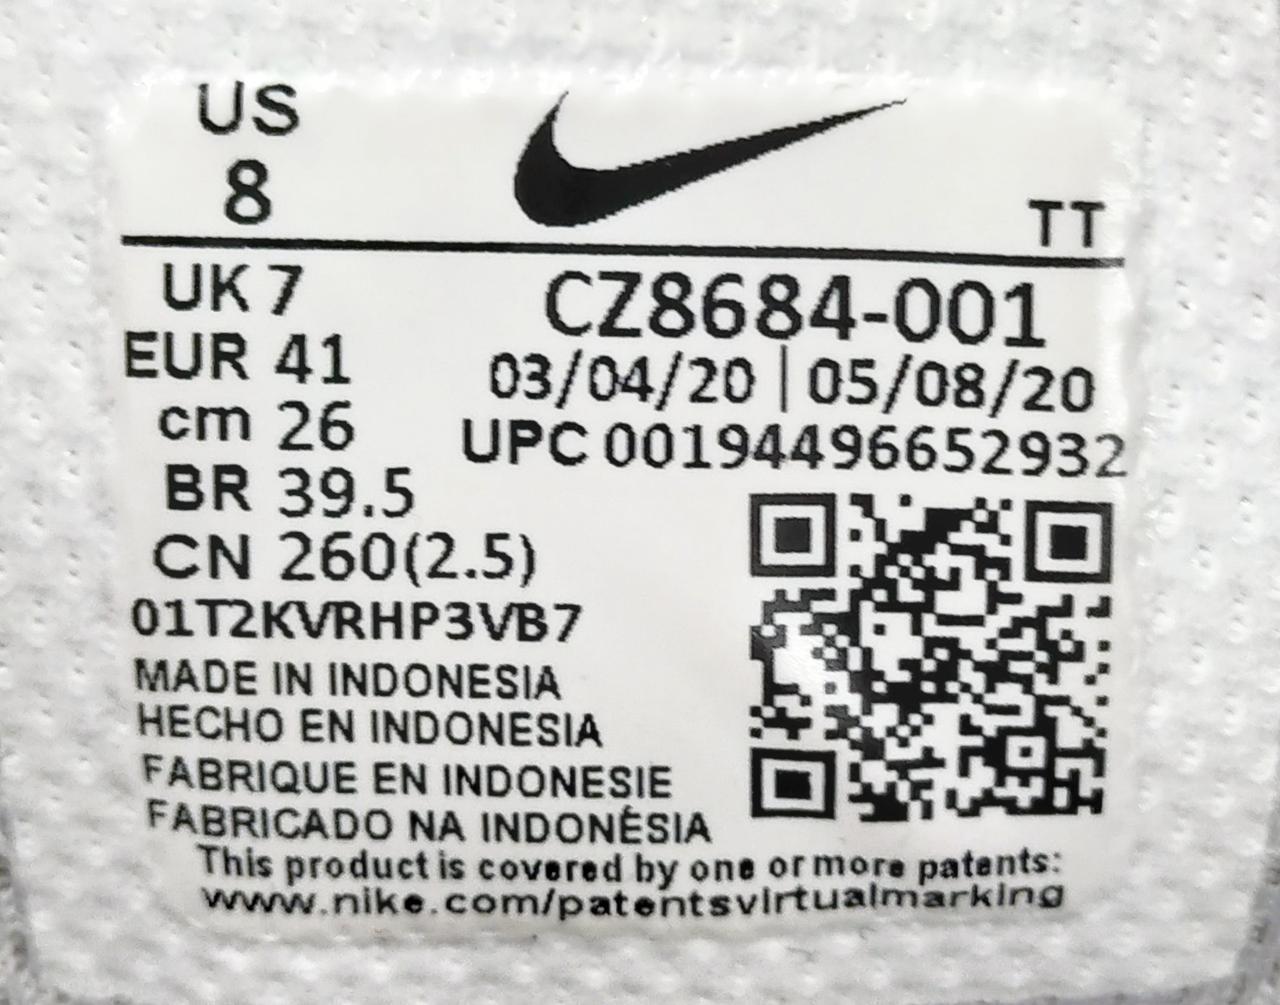 US
8
TT
UK 7
EUR 41
cm 26
BR 39.5
CN 260(2.5)
CZ8684-001
03/04/20 | 05/08/20
UPC 00194496652932
01T2KVRHP3VB7
MADE IN INDONESIA
HECHO EN INDONESIA
FABRIQUE EN INDONESIE
FABRICADO NA INDONÉSIA
This product is covered by one or more patents:
www.nike.com/patentsvirtualmarking